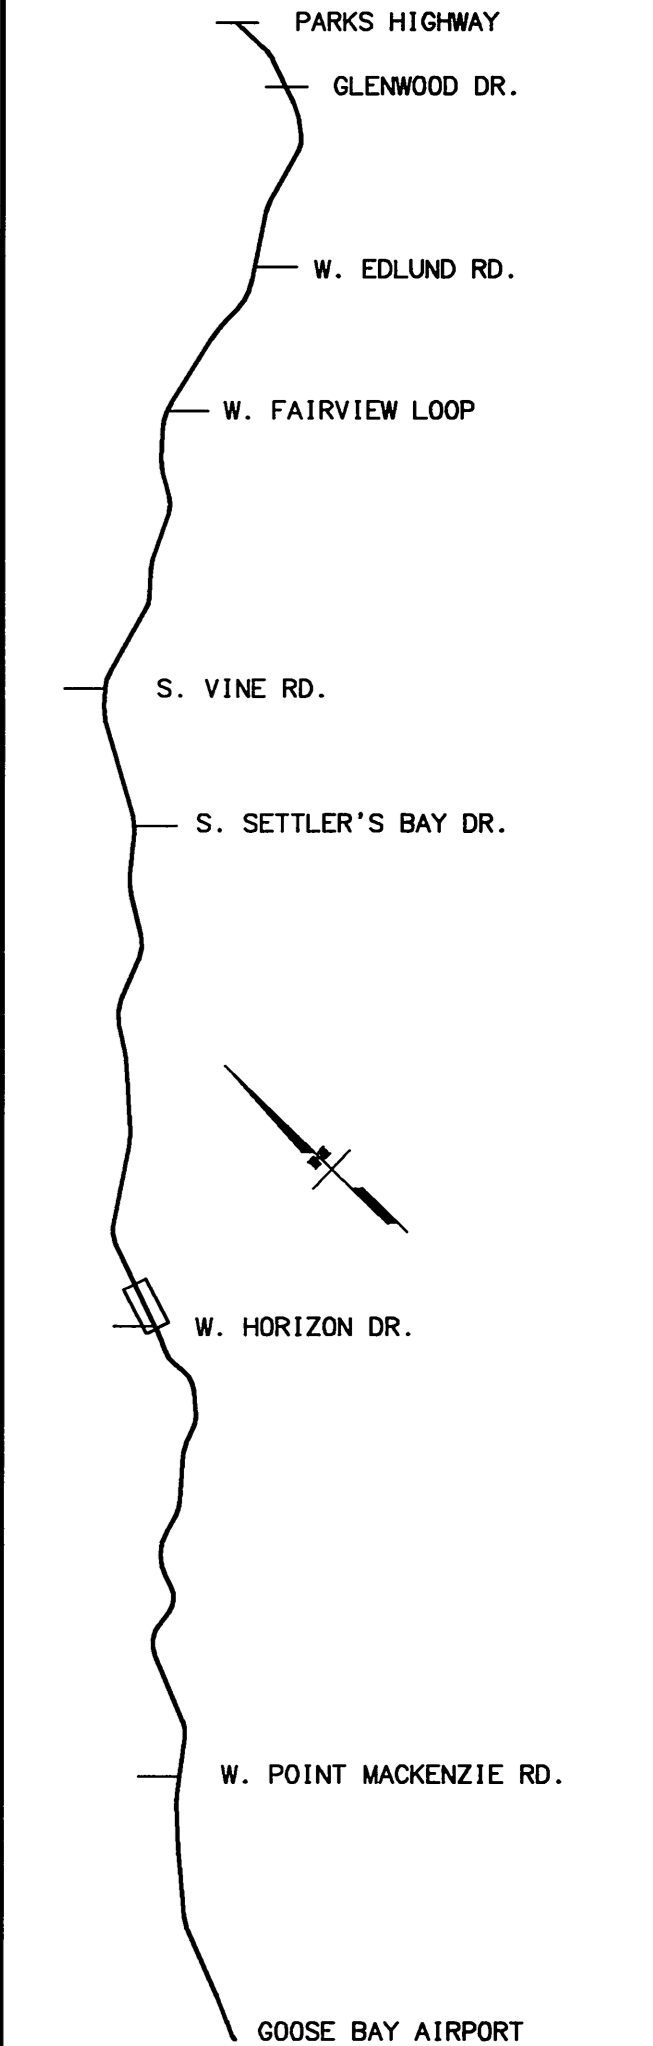 PARKS HIGHWAY
GLENWOOD DR.
W. EDLUND RD.
W. FAIRVIEW LOOP
S. VINE RD.
S. SETTLER'S BAY DR.
W. HORIZON DR.
W. POINT MACKENZIE RD.
GOOSE BAY AIRPORT